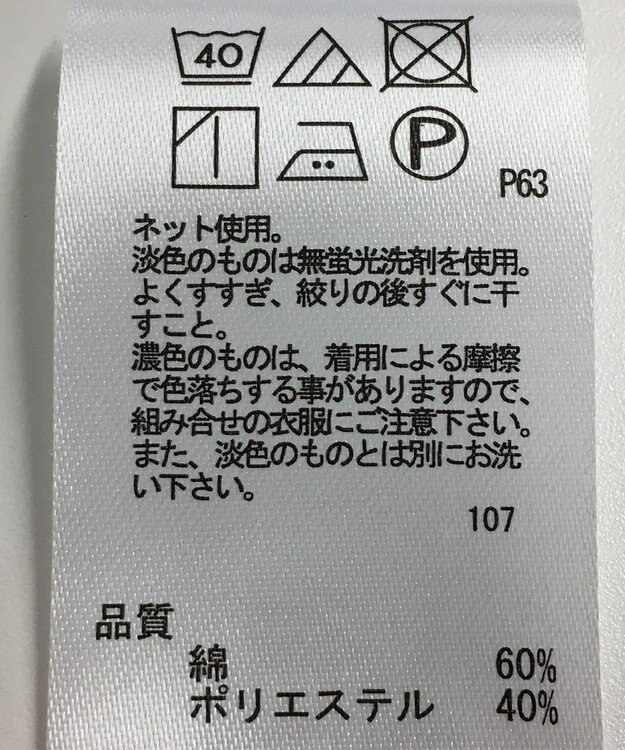 40
P
P63
ネット使用。
淡色のものは無蛍光洗剤を使用。
よくすすぎ、絞りの後すぐに干
すこと。
濃色のものは、着用による摩擦
で色落ちする事がありますので、
組み合せの衣服にご注意下さい。
また、淡色のものとは別にお洗
い下さい。
107
品質
綿 60%
ポリエステル 40%